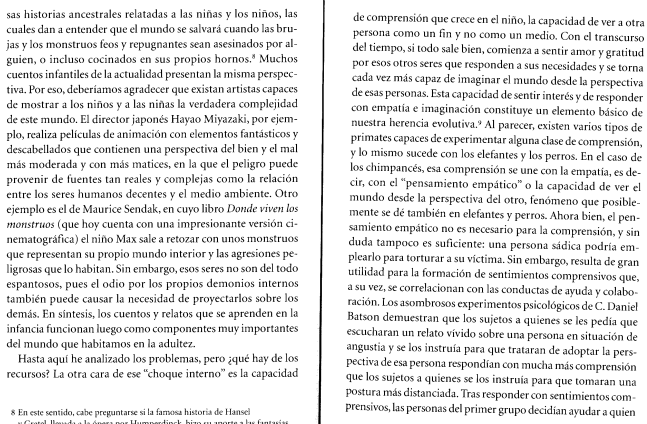 sas historias ancestrales relatadas a las niñas y los niños, las
cuales dan a entender que el mundo se salvará cuando las bru-
jas y los monstruos feos y repugnantes sean asesinados por al-
guien, o incluso cocinados en sus propios hornos.⁸ Muchos
cuentos infantiles de la actualidad presentan la misma perspec-
tiva. Por eso, deberíamos agradecer que existan artistas capaces
de mostrar a los niños y a las niñas la verdadera complejidad
de este mundo. El director japonés Hayao Miyazaki, por ejem-
plo, realiza películas de animación con elementos fantásticos y
descabellados que contienen una perspectiva del bien y el mal
más moderada y con más matices, en la que el peligro puede
provenir de fuentes tan reales y complejas como la relación
entre los seres humanos decentes y el medio ambiente. Otro
ejemplo es el de Maurice Sendak, en cuyo libro Donde viven los
monstruos (que hoy cuenta con una impresionante versión ci-
nematográfica) el niño Max sale a retozar con unos monstruos
que representan su propio mundo interior y las agresiones pe-
ligrosas que lo habitan. Sin embargo, esos seres no son del todo
espantosos, pues el odio por los propios demonios internos
también puede causar la necesidad de proyectarlos sobre los
demás. En síntesis, los cuentos y relatos que se aprenden en la
infancia funcionan luego como componentes muy importantes
del mundo que habitamos en la adultez.
Hasta aquí he analizado los problemas, pero ¿qué hay de los
recursos? La otra cara de ese "choque interno" es la capacidad
8 En este sentido, cabe preguntarse si la famosa historia de Hansel
y Gretel, llevada a la ópera por Humperdinck, hizo su aporte a las fantasías
de comprensión que crece en el niño, la capacidad de ver a otra
persona como un fin y no como un medio. Con el transcurso
del tiempo, si todo sale bien, comienza a sentir amor y gratitud
por esos otros seres que responden a sus necesidades y se torna
cada vez más capaz de imaginar el mundo desde la perspectiva
de esas personas. Esta capacidad de sentir interés y de responder
con empatía e imaginación constituye un elemento básico de
nuestra herencia evolutiva.⁹ Al parecer, existen varios tipos de
primates capaces de experimentar alguna clase de comprensión,
y lo mismo sucede con los elefantes y los perros. En el caso de
los chimpancés, esa comprensión se une con la empatía, es de-
cir, con el "pensamiento empático" o la capacidad de ver el
mundo desde la perspectiva del otro, fenómeno que posible-
mente se dé también en elefantes y perros. Ahora bien, el pen-
samiento empático no es necesario para la comprensión, y sin
duda tampoco es suficiente: una persona sádica podría em-
plearlo para torturar a su víctima. Sin embargo, resulta de gran
utilidad para la formación de sentimientos comprensivos que,
a su vez, se correlacionan con las conductas de ayuda y colabo-
ración. Los asombrosos experimentos psicológicos de C. Daniel
Batson demuestran que los sujetos a quienes se les pedía que
escucharan un relato vívido sobre una persona en situación de
angustia y se los instruía para que trataran de adoptar la pers-
pectiva de esa persona respondían con mucha más comprensión
que los sujetos a quienes se los instruía para que tomaran una
postura más distanciada. Tras responder con sentimientos com-
prensivos, las personas del primer grupo decidían ayudar a quien